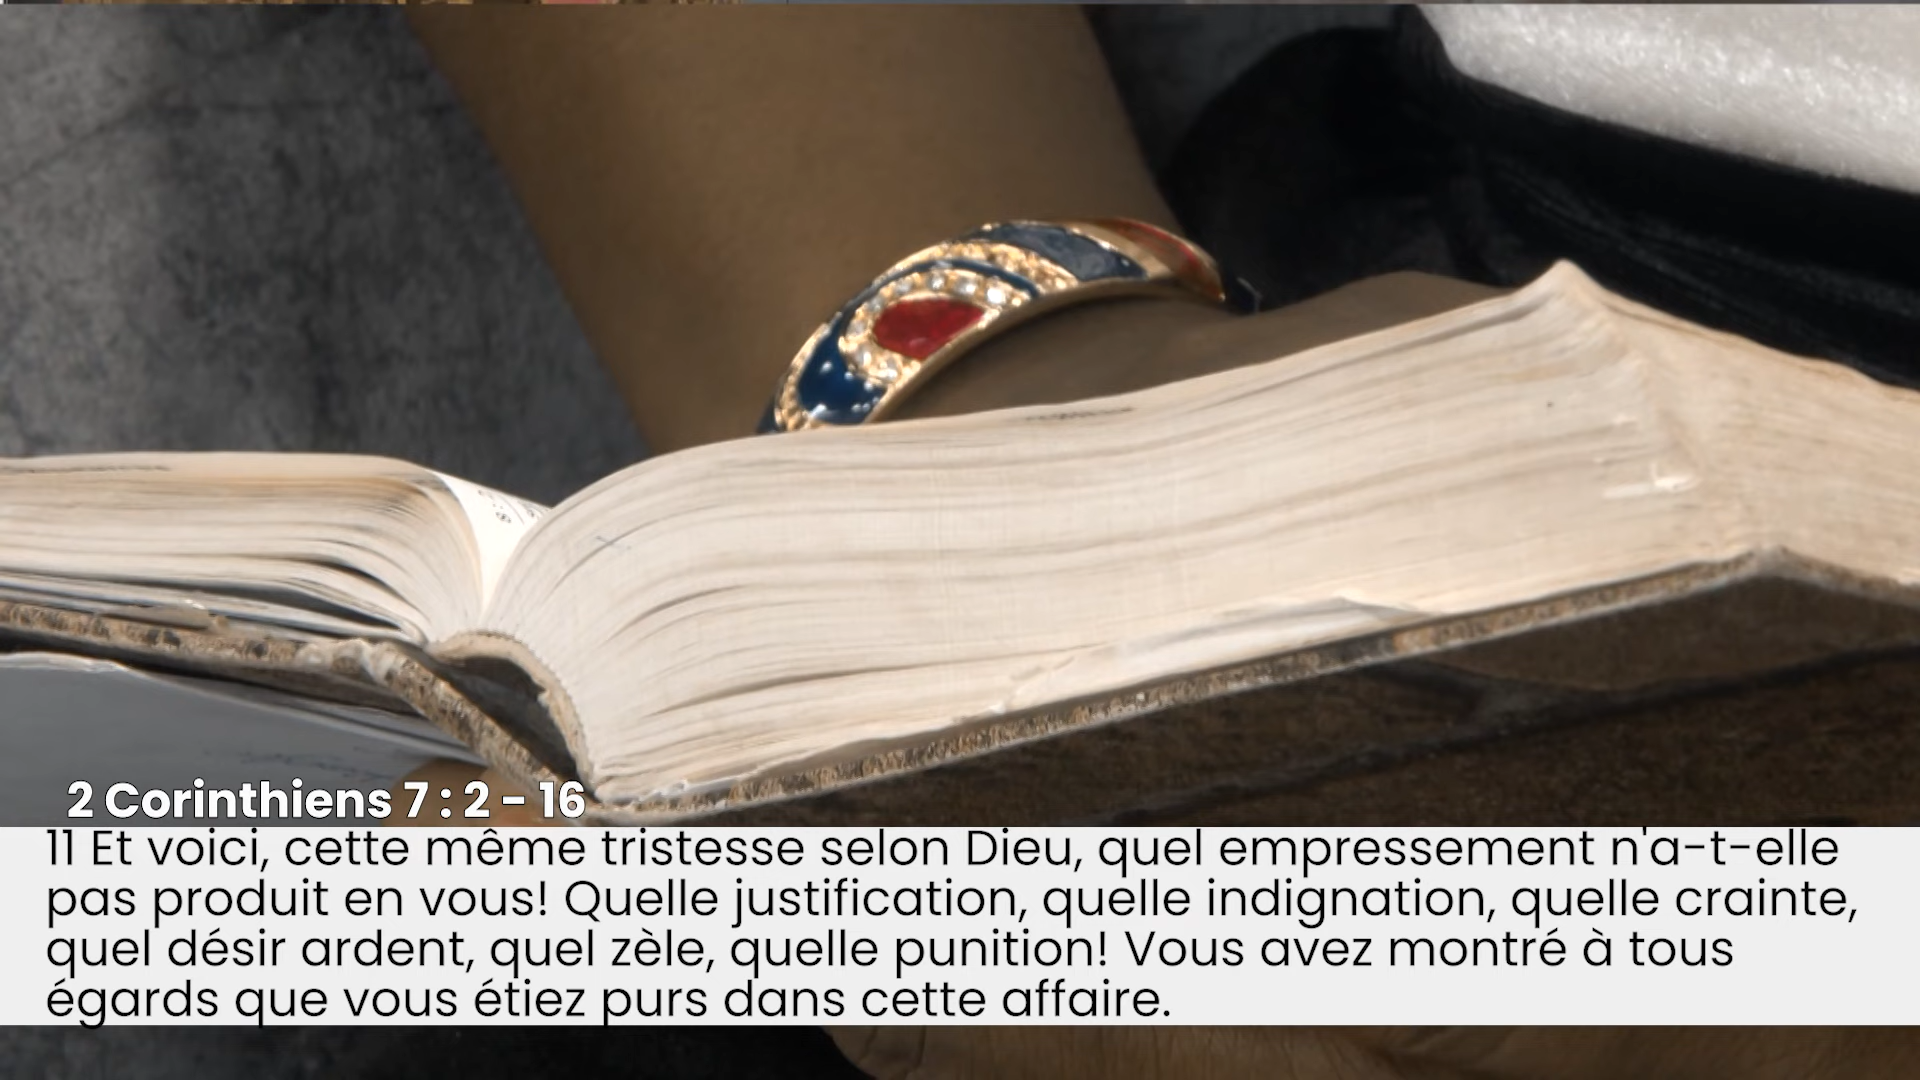 2 Corinthiens 7 : 2 - 16
11 Et voici, cette même tristesse selon Dieu, quel empressement n'a-t-elle
pas produit en vous! Quelle justification, quelle indignation, quelle crainte,
quel désir ardent, quel zèle, quelle punition! Vous avez montré à tous
égards que vous étiez purs dans cette affaire.